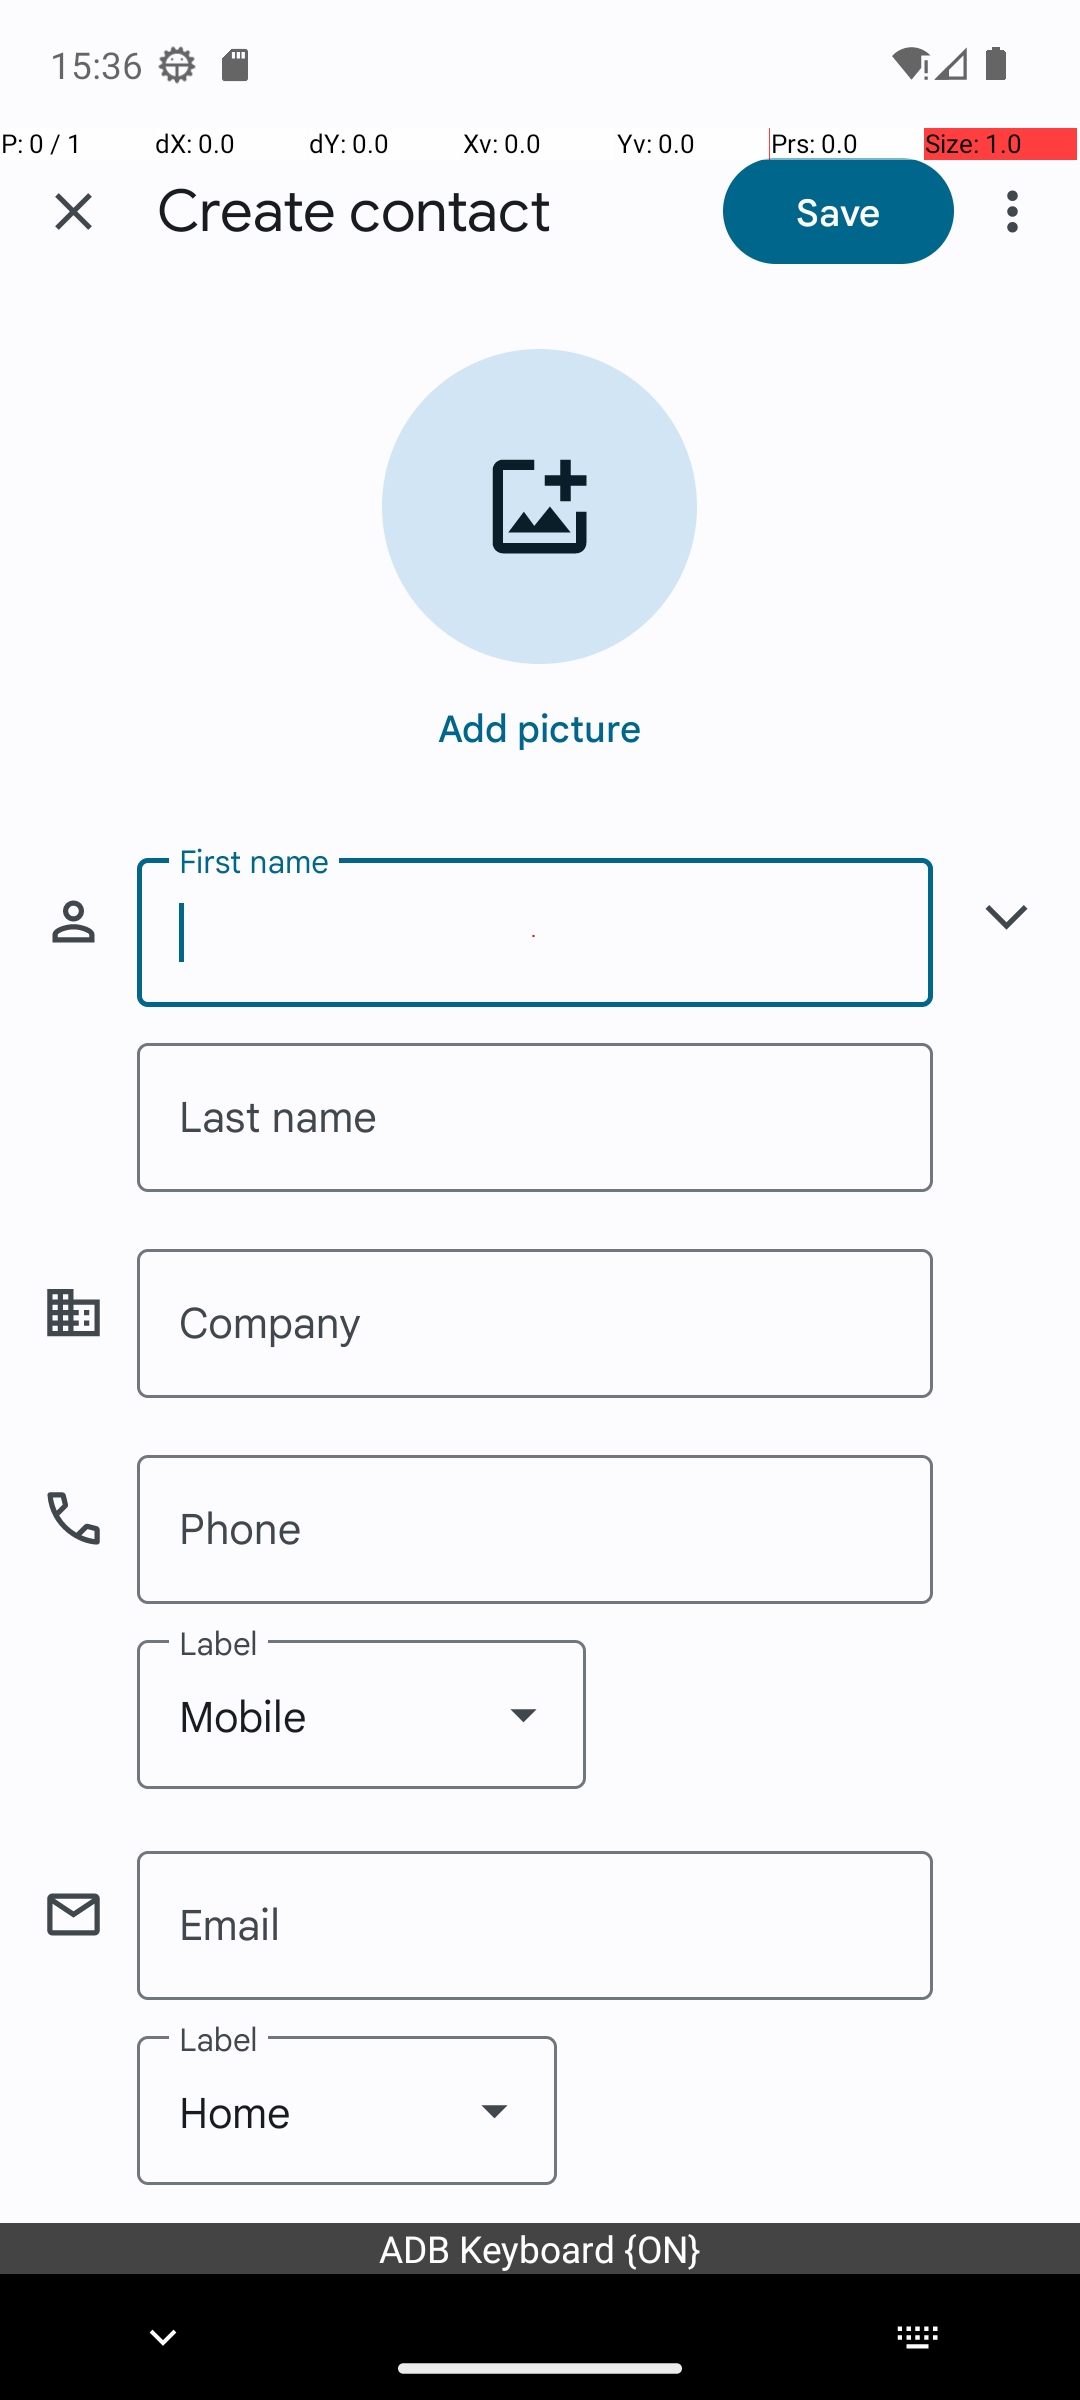 15:36
P: 0 / 1 dX: 0.0 dY: 0.0 Xv: 0.0 Yv: 0.0 Prs: 0.0 Size: 1.0
Create contact Save
Add picture
First name
Last name
Company
Phone
Label
Mobile
Email
Label
Home
ADB Keyboard {ON}